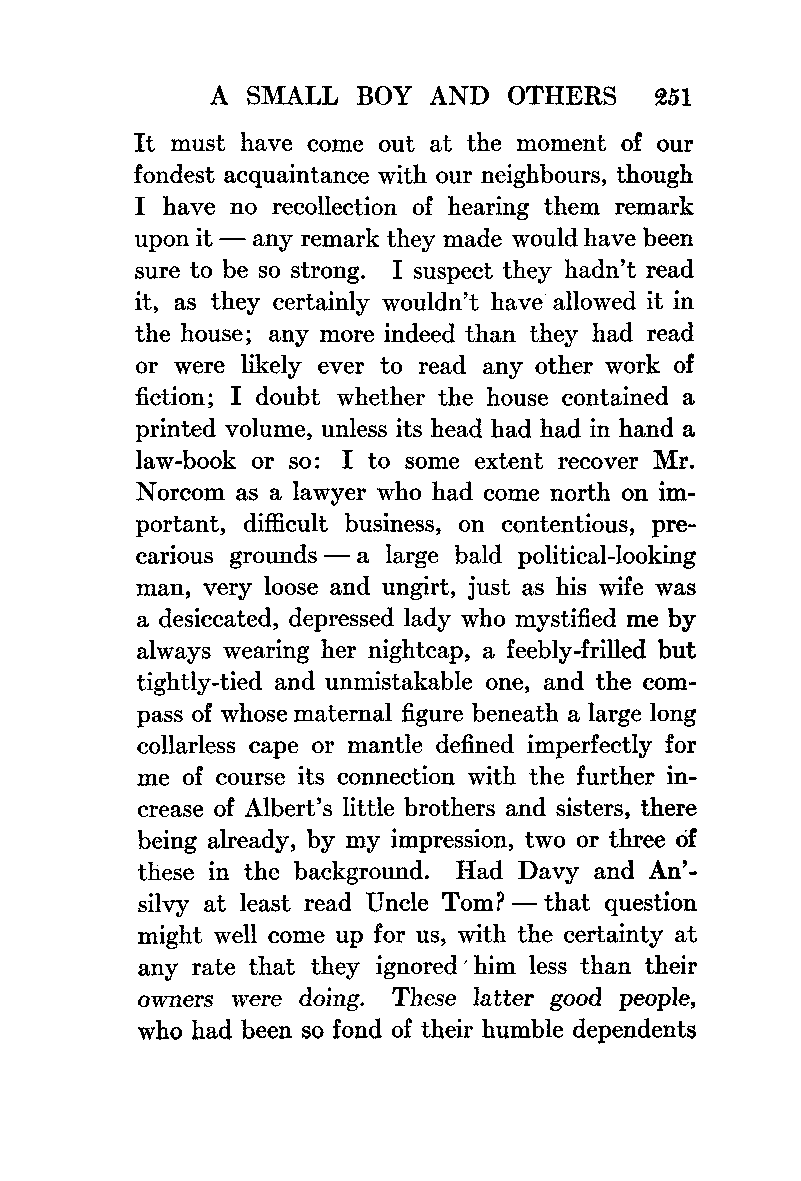 A SMALL BOY AND OTHERS 251
It must have come out at the moment of our
fondest acquaintance with our neighbours, though
I have no recollection of hearing them remark
upon it — any remark they made would have been
sure to be so strong. I suspect they hadn't read
it, as they certainly wouldn't have allowed it in
the house; any more indeed than they had read
or were likely ever to read any other work of
fiction; I doubt whether the house contained a
printed volume, unless its head had had in hand a
law-book or so: I to some extent recover Mr.
Norcom as a lawyer who had come north on im-
portant, difficult business, on contentious, pre-
carious grounds — a large bald political-looking
man, very loose and ungirt, just as his wife was
a desiccated, depressed lady who mystified me by
always wearing her nightcap, a feebly-frilled but
tightly-tied and unmistakable one, and the com-
pass of whose maternal figure beneath a large long
collarless cape or mantle defined imperfectly for
me of course its connection with the further in-
crease of Albert's little brothers and sisters, there
being already, by my impression, two or three of
these in the background. Had Davy and An'-
silvy at least read Uncle Tom? — that question
might well come up for us, with the certainty at
any rate that they ignored him less than their
owners were doing. These latter good people,
who had been so fond of their humble dependents